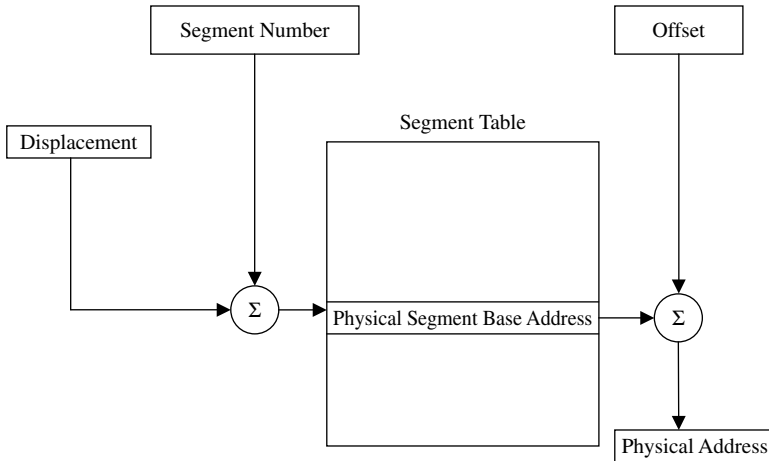 Segment Number
Offset
Segment Table
Displacement
Σ
Physical Segment Base Address
Σ
Physical Address